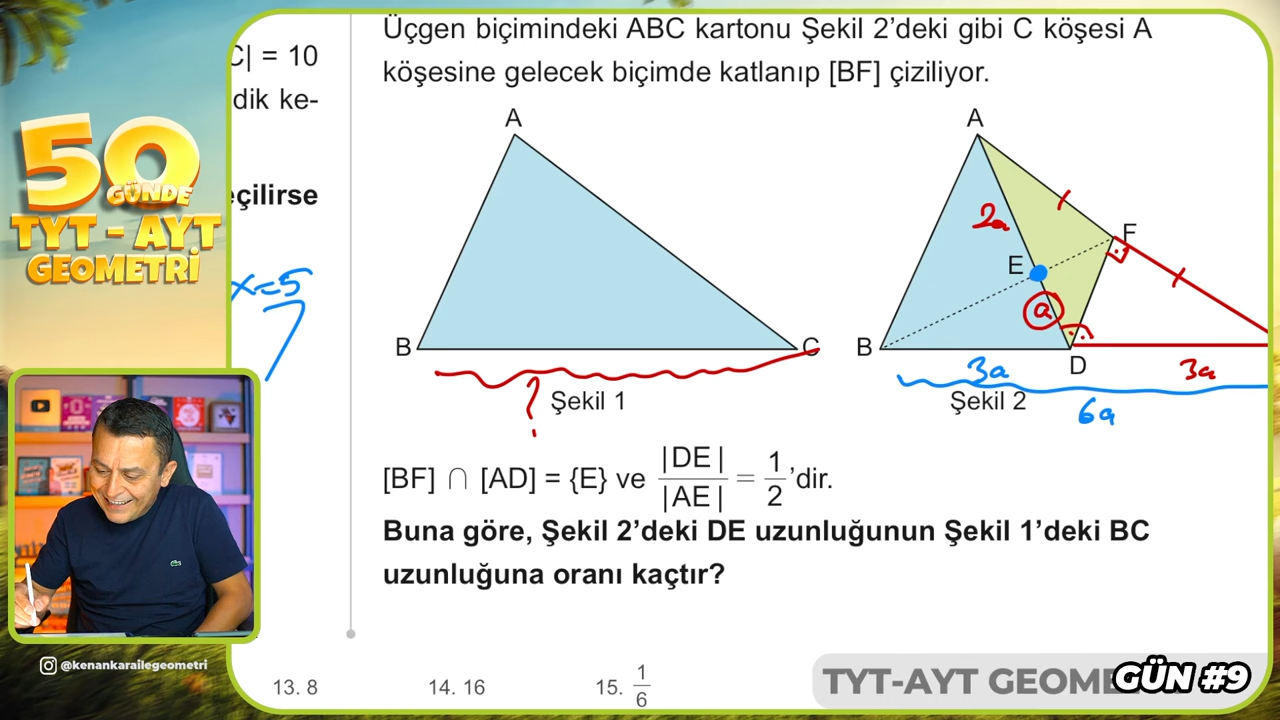 C| = 10
dik ke-
eçilirse
x=5
50
GÜNDE
TYT - AYT
GEOMETRİ
@kenankarailegeometri
Üçgen biçimindeki ABC kartonu Şekil 2’deki gibi C köşesi A
köşesine gelecek biçimde katlanıp [BF] çiziliyor.
A
B
C
?
Şekil 1
A
2a
F
E
a
B
D
3a
3a
Şekil 2
6a
[BF] ∩ [AD] = {E} ve |DE| / |AE| = 1/2 ’dir.
Buna göre, Şekil 2’deki DE uzunluğunun Şekil 1’deki BC
uzunluğuna oranı kaçtır?
13. 8 14. 16 15. 1/6
TYT-AYT GEOME
GÜN #9